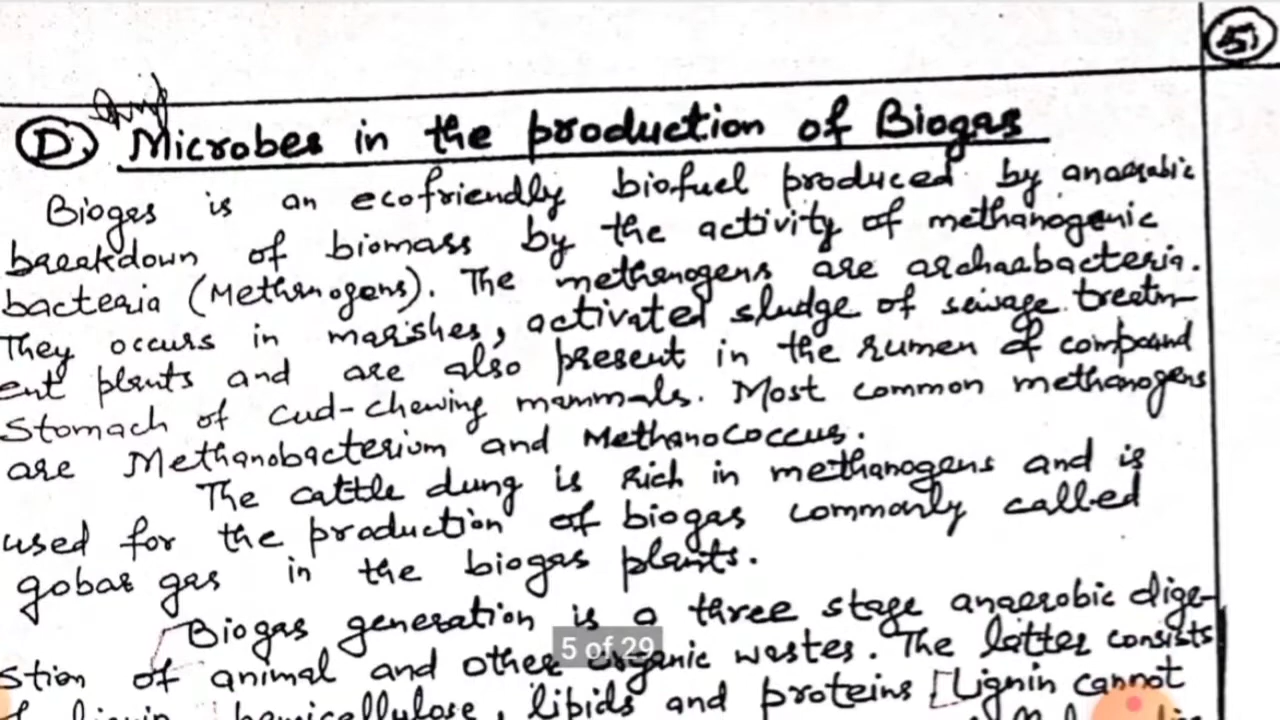 5
Imp
D. Microbes in the production of Biogas
Biogas is an ecofriendly biofuel produced by anaerobic
breakdown of biomass by the activity of methanogenic
bacteria (Methanogens). The methanogens are archaebacteria.
They occurs in marshes, activated sludge of sewage treatm-
ent plants and are also present in the rumen of compound
Stomach of cud-chewing mammals. Most common methanogens
are Methanobacterium and Methanococcus.
The cattle dung is rich in methanogens and is
used for the production of biogas commonly called
gobar gas in the biogas plants.
Biogas generation is a three stage anaerobic dige-
stion of animal and other organic wastes. The latter consists
hemicellulose, lipids and proteins [Lignin cannot
5 of 29